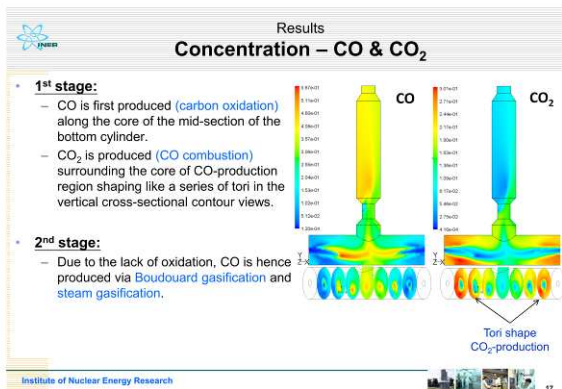 INER
Results
Concentration – CO & CO₂
• 1st stage:
– CO is first produced (carbon oxidation)
along the core of the mid-section of the
bottom cylinder.
– CO₂ is produced (CO combustion)
surrounding the core of CO-production
region shaping like a series of tori in the
vertical cross-sectional contour views.
• 2nd stage:
– Due to the lack of oxidation, CO is hence
produced via Boudouard gasification and
steam gasification.
CO
CO₂
Tori shape
CO₂-production
Institute of Nuclear Energy Research
17